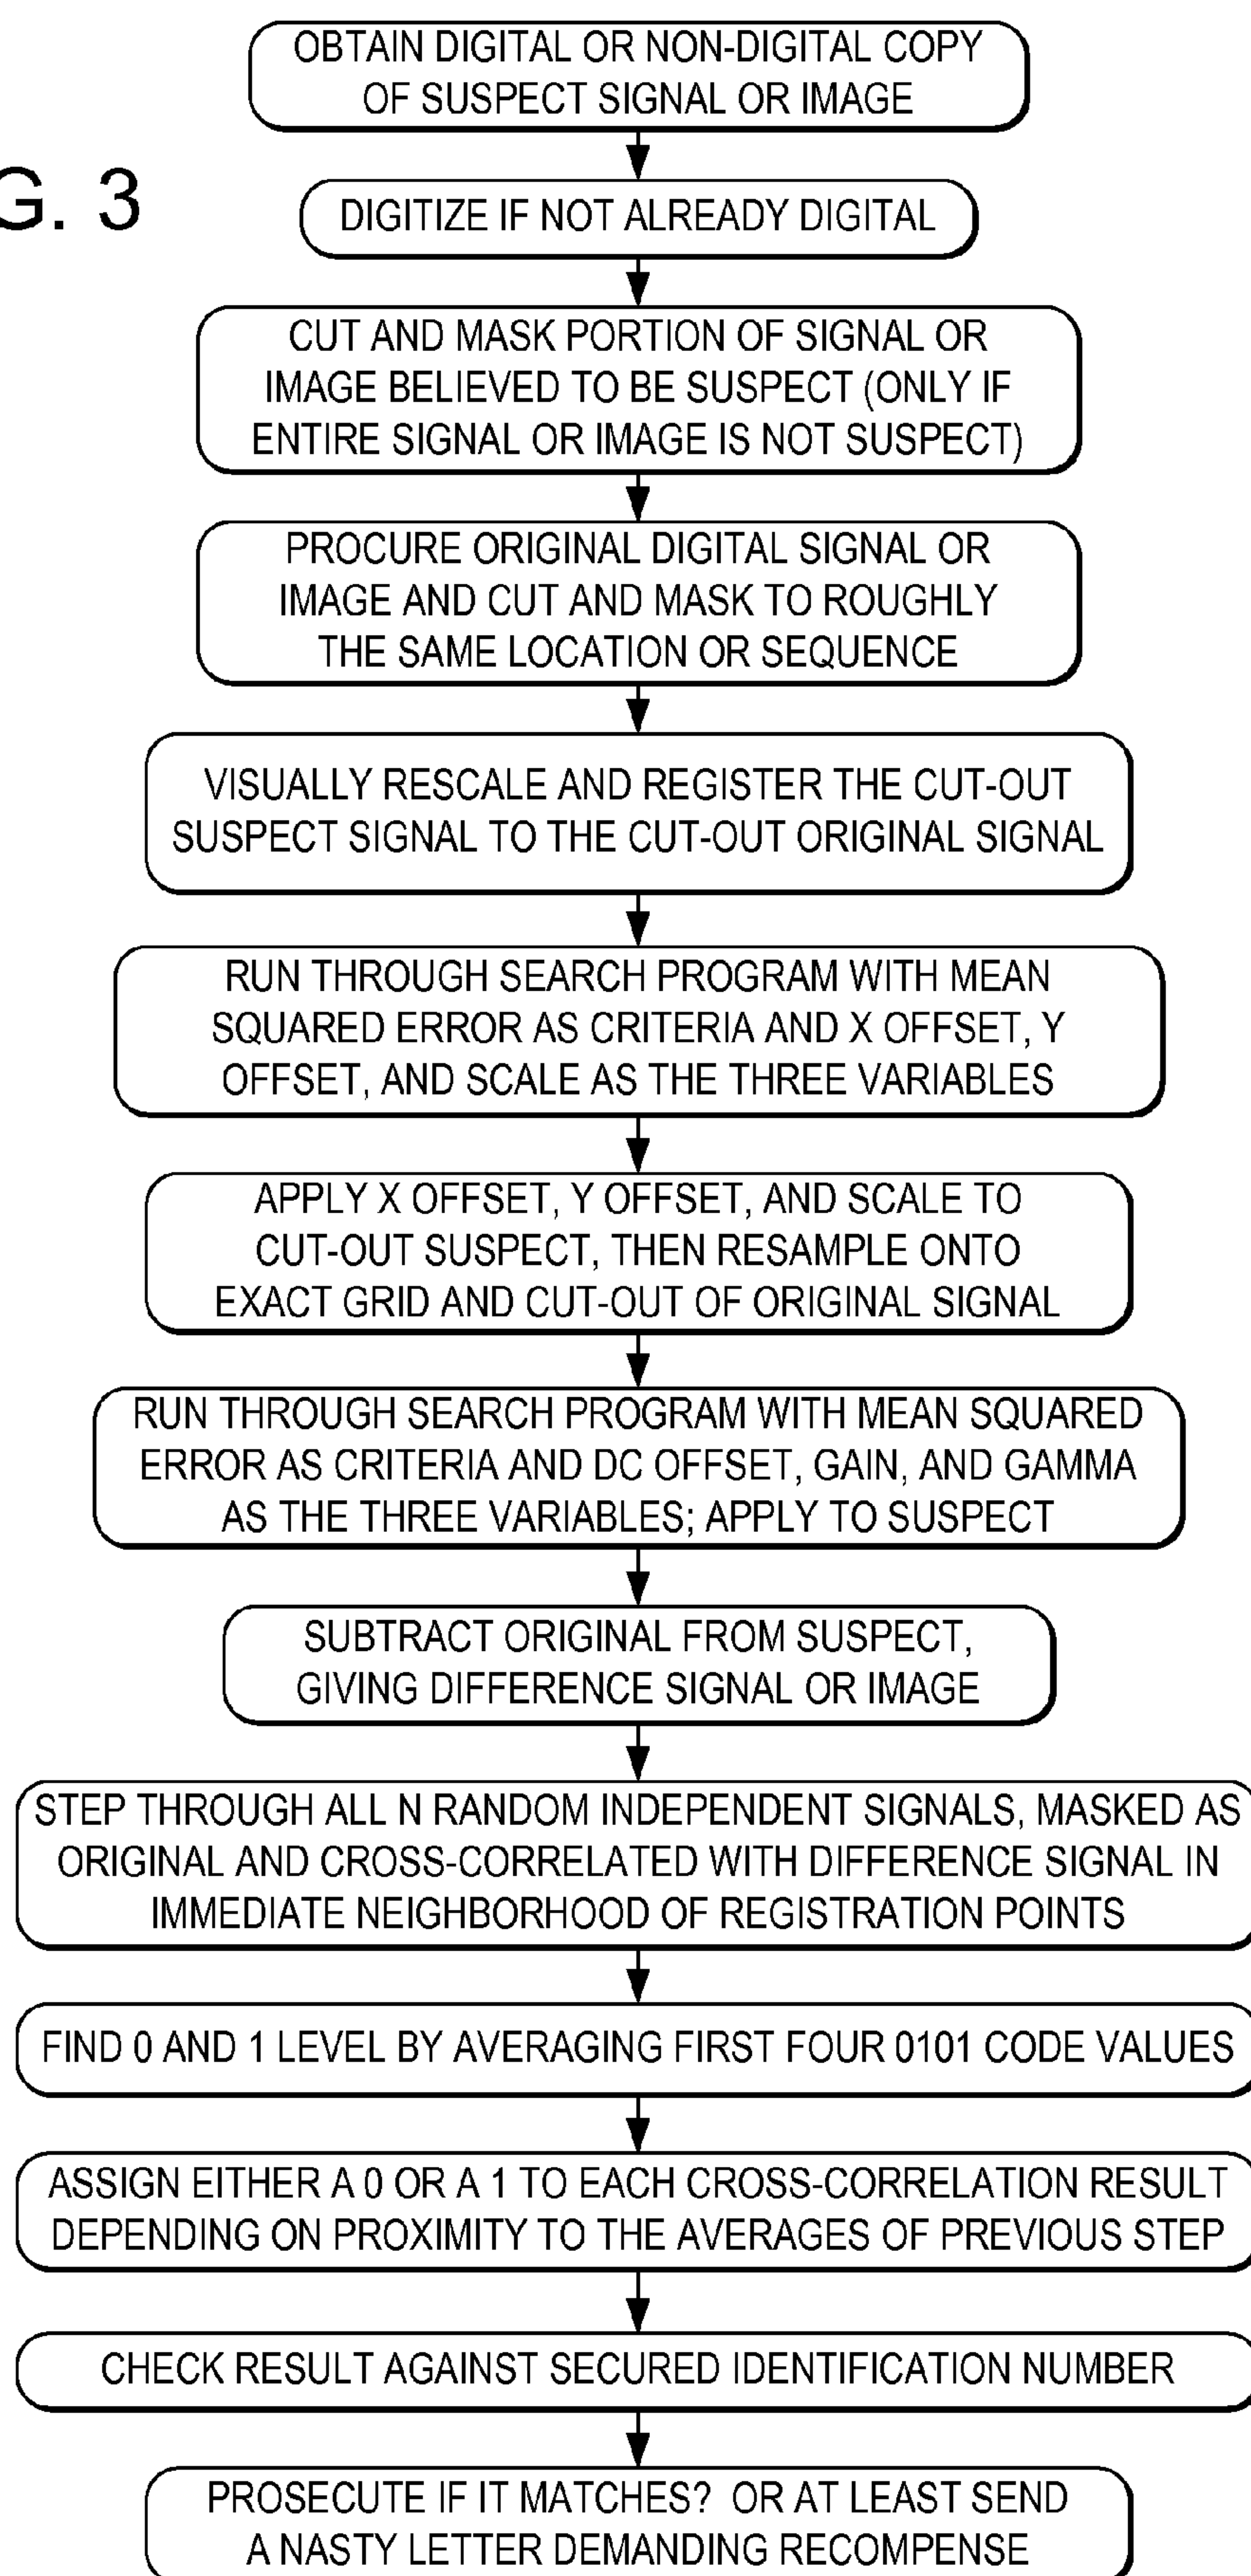 OBTAIN DIGITAL OR NON-DIGITAL COPY
OF SUSPECT SIGNAL OR IMAGE
G. 3
DIGITIZE IF NOT ALREADY DIGITAL
CUT AND MASK PORTION OF SIGNAL OR
IMAGE BELIEVED TO BE SUSPECT (ONLY IF
ENTIRE SIGNAL OR IMAGE IS NOT SUSPECT)
PROCURE ORIGINAL DIGITAL SIGNAL OR
IMAGE AND CUT AND MASK TO ROUGHLY
THE SAME LOCATION OR SEQUENCE
VISUALLY RESCALE AND REGISTER THE CUT-OUT
SUSPECT SIGNAL TO THE CUT-OUT ORIGINAL SIGNAL
RUN THROUGH SEARCH PROGRAM WITH MEAN
SQUARED ERROR AS CRITERIA AND X OFFSET, Y
OFFSET, AND SCALE AS THE THREE VARIABLES
APPLY X OFFSET, Y OFFSET, AND SCALE TO
CUT-OUT SUSPECT, THEN RESAMPLE ONTO
EXACT GRID AND CUT-OUT OF ORIGINAL SIGNAL
RUN THROUGH SEARCH PROGRAM WITH MEAN SQUARED
ERROR AS CRITERIA AND DC OFFSET, GAIN, AND GAMMA
AS THE THREE VARIABLES; APPLY TO SUSPECT
SUBTRACT ORIGINAL FROM SUSPECT,
GIVING DIFFERENCE SIGNAL OR IMAGE
STEP THROUGH ALL N RANDOM INDEPENDENT SIGNALS, MASKED AS
ORIGINAL AND CROSS-CORRELATED WITH DIFFERENCE SIGNAL IN
IMMEDIATE NEIGHBORHOOD OF REGISTRATION POINTS
FIND 0 AND 1 LEVEL BY AVERAGING FIRST FOUR 0101 CODE VALUES
ASSIGN EITHER A 0 OR A 1 TO EACH CROSS-CORRELATION RESULT
DEPENDING ON PROXIMITY TO THE AVERAGES OF PREVIOUS STEP
CHECK RESULT AGAINST SECURED IDENTIFICATION NUMBER
PROSECUTE IF IT MATCHES? OR AT LEAST SEND
A NASTY LETTER DEMANDING RECOMPENSE